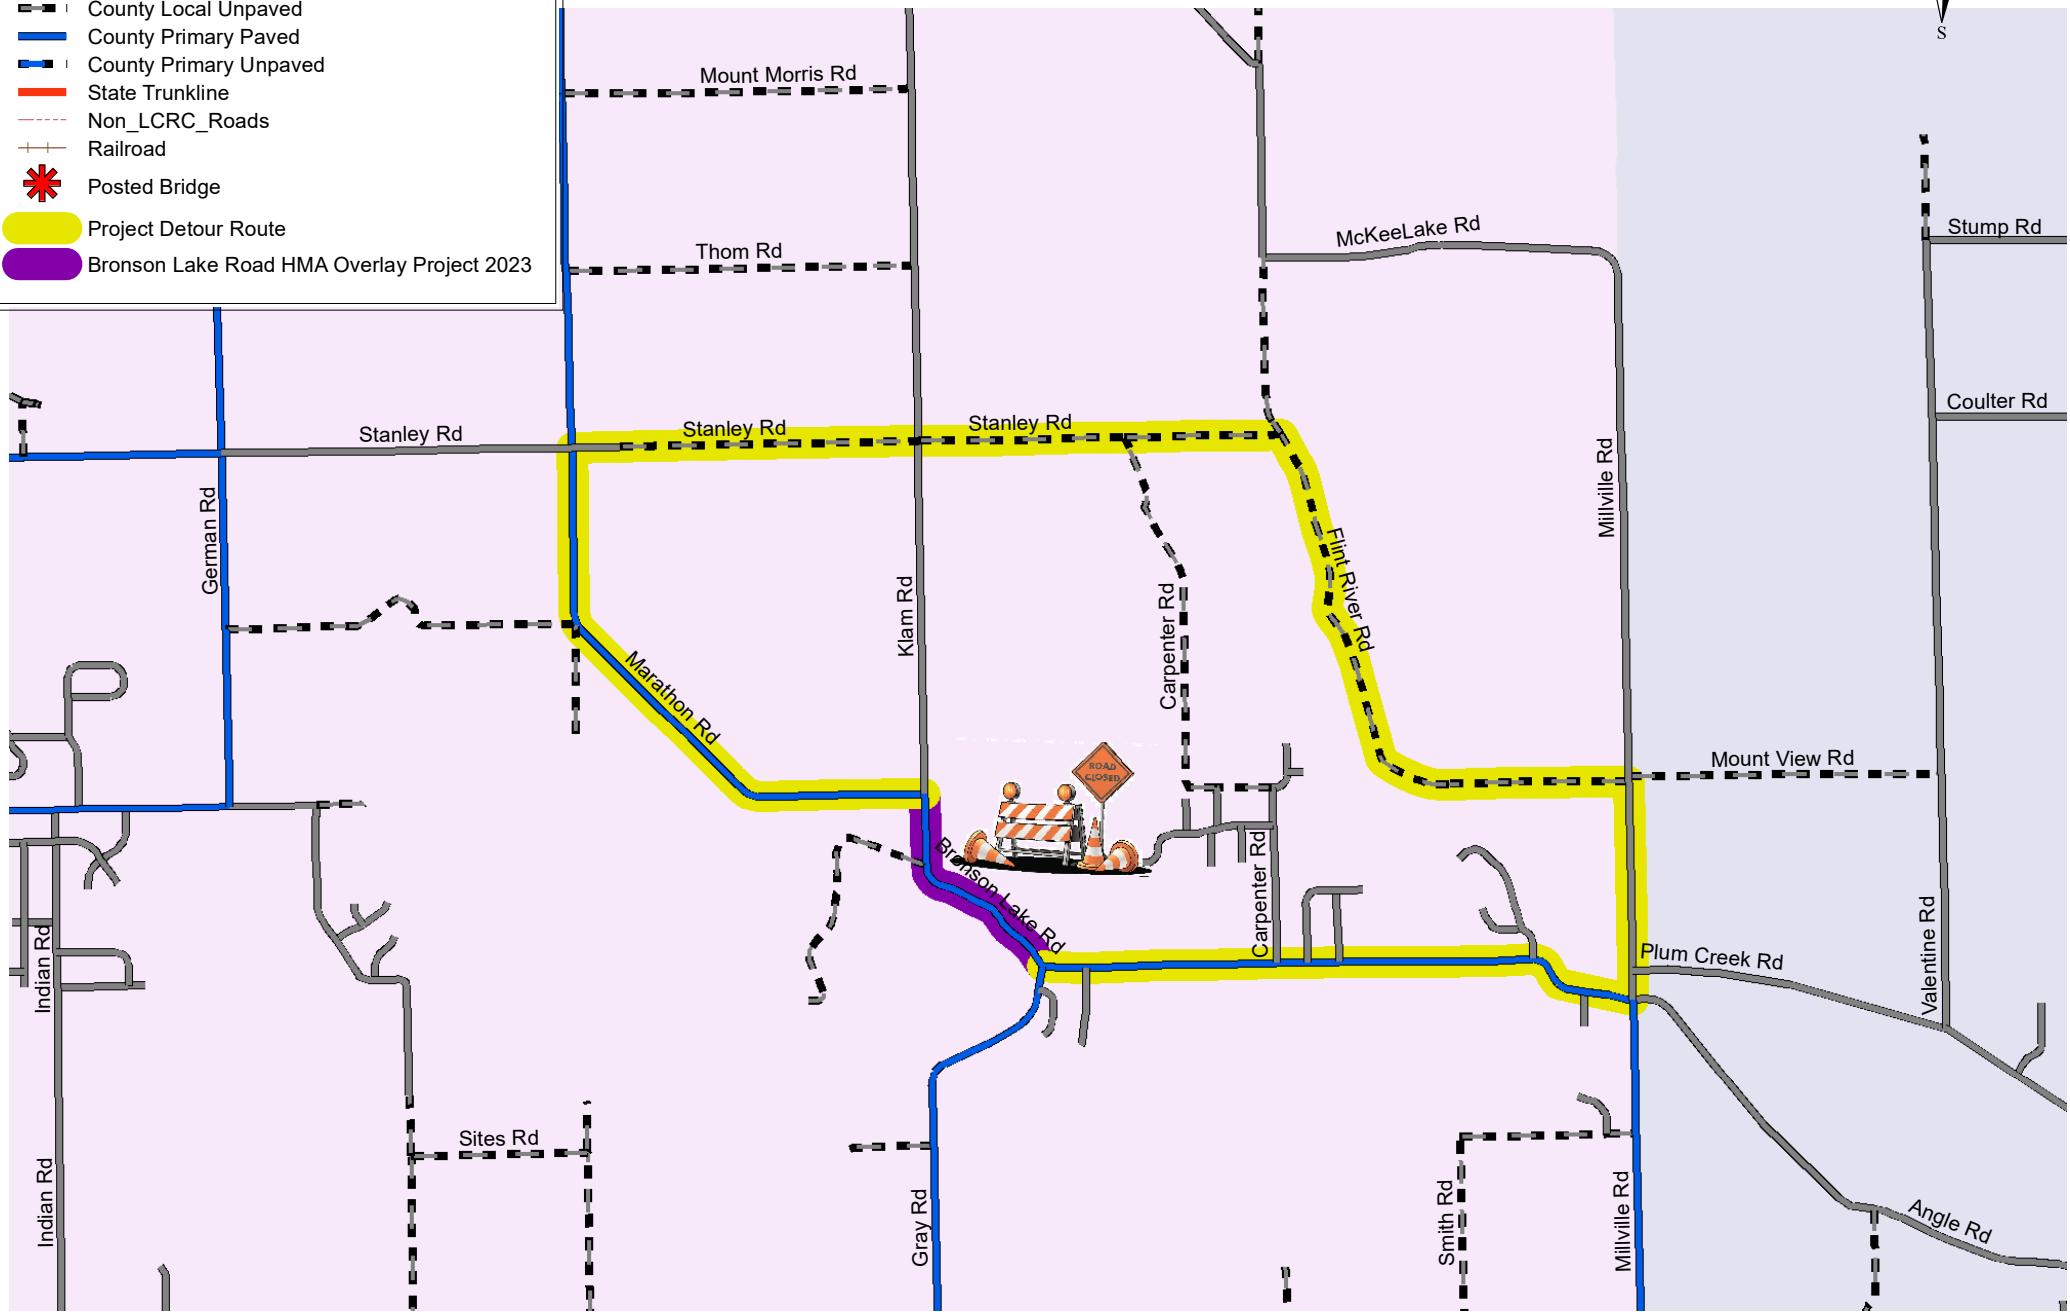 County Local Unpaved
County Primary Paved
County Primary Unpaved
State Trunkline
Non_LCRC_Roads
Railroad
Posted Bridge
Project Detour Route
Bronson Lake Road HMA Overlay Project 2023
S
Mount Morris Rd
Thom Rd
McKeeLake Rd
Stump Rd
Coulter Rd
Stanley Rd
Stanley Rd
Stanley Rd
German Rd
Klam Rd
Carpenter Rd
Flint River Rd
Millville Rd
Marathon Rd
Mount View Rd
ROAD
CLOSED
Bronson Lake Rd
Carpenter Rd
Indian Rd
Plum Creek Rd
Valentine Rd
Sites Rd
Indian Rd
Gray Rd
Smith Rd
Millville Rd
Angle Rd